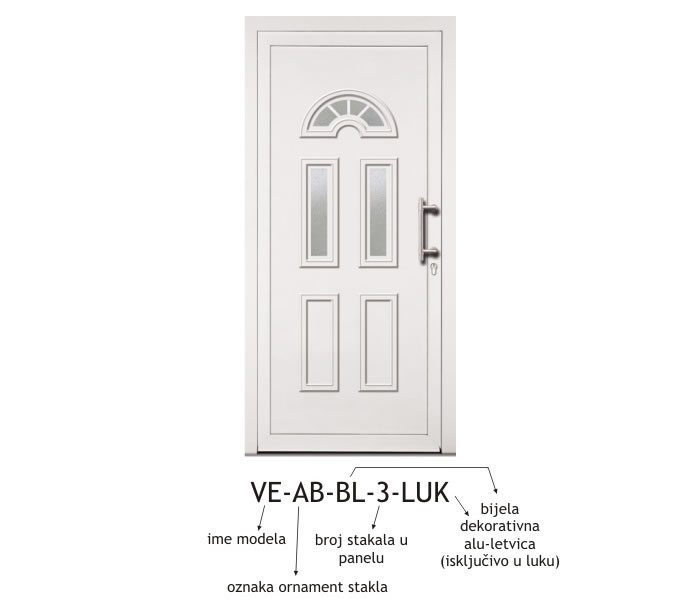 VE-AB-BL-3-LUK
ime modela
oznaka ornament stakla
broj stakala u
panelu
bijela
dekorativna
alu-letvica
(isključivo u luku)